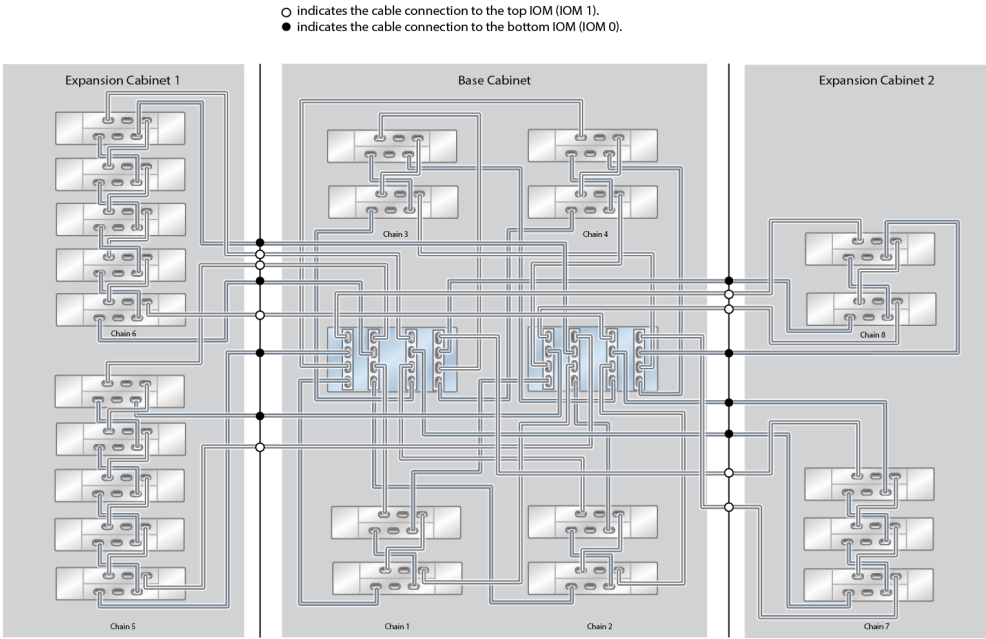 indicates the cable connection to the top IOM (IOM 1).
indicates the cable connection to the bottom IOM (IOM 0).
Expansion Cabinet 1
Base Cabinet
Expansion Cabinet 2
Chain 3
Chain 4
Chain 6
Chain 8
Chain 5
Chain 1
Chain 2
Chain 7